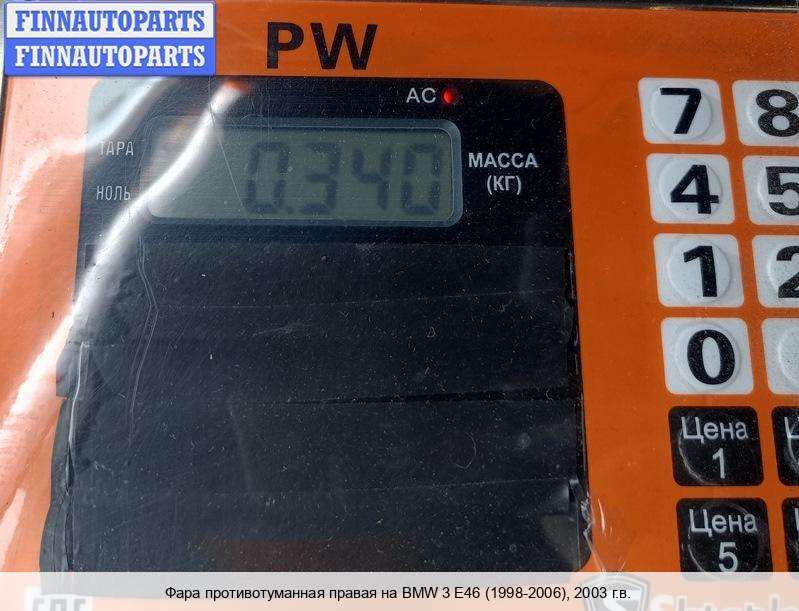 FINNAUTOPARTS
FINNAUTOPARTS
PW
AC
7
8
ТАРА
0.340
МАССА
(КГ)
НОЛЬ
4
5
1
2
0
Цена
1
Цена
5
Фара противотуманная правая на BMW 3 E46 (1998-2006), 2003 г.в.